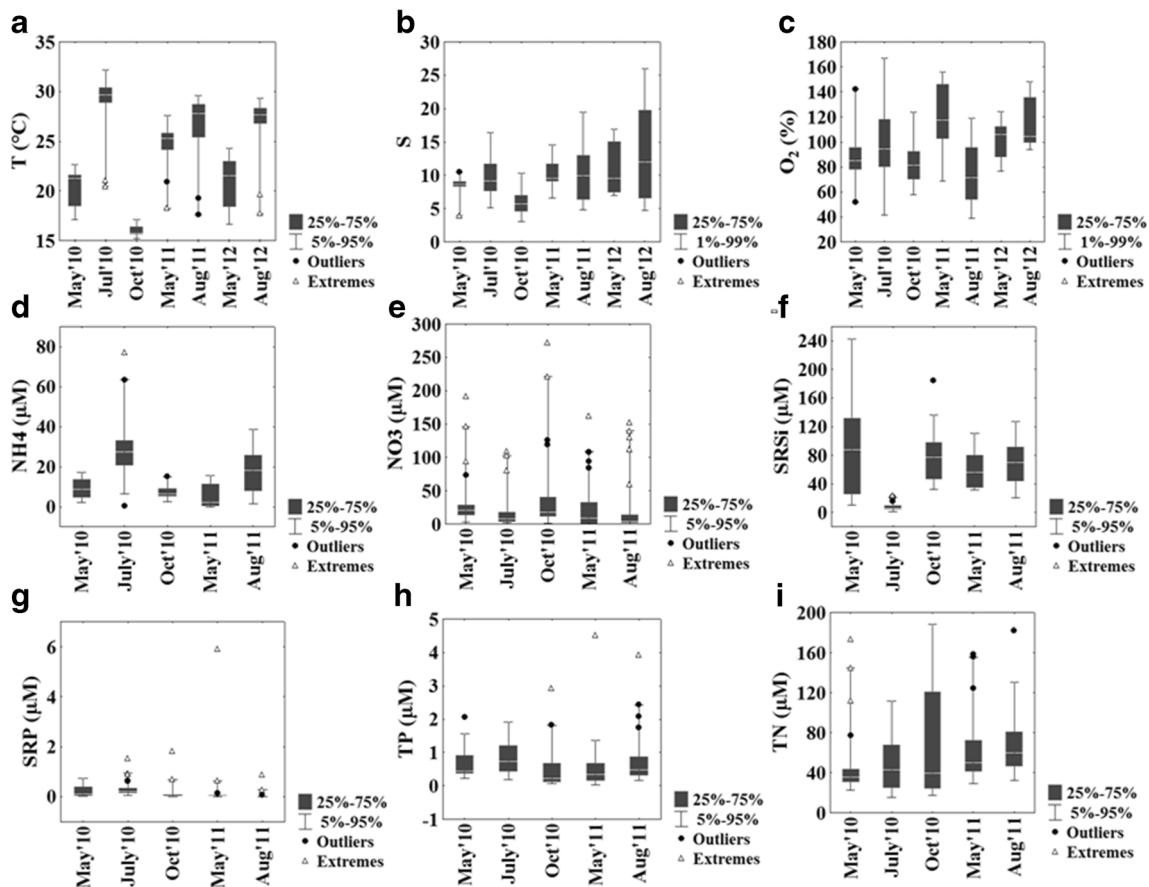 a
T (°C)
35
30
25
20
15
May'10
Jul'10
Oct'10
May'11
Aug'11
May'12
Aug'12
25%-75%
5%-95%
Outliers
Extremes
b
S
30
25
20
15
10
5
0
May'10
Jul'10
Oct'10
May'11
Aug'11
May'12
Aug'12
25%-75%
1%-99%
Outliers
Extremes
c
O2 (%)
180
160
140
120
100
80
60
40
20
May'10
Jul'10
Oct'10
May'11
Aug'11
May'12
Aug'12
25%-75%
1%-99%
Outliers
Extremes
d
NH4 (µM)
80
60
40
20
0
May'10
July'10
Oct'10
May'11
Aug'11
25%-75%
5%-95%
Outliers
Extremes
e
NO3 (µM)
300
250
200
150
100
50
0
May'10
July'10
Oct'10
May'11
Aug'11
25%-75%
5%-95%
Outliers
Extremes
f
SRSi (µM)
240
200
160
120
80
40
0
May'10
July'10
Oct'10
May'11
Aug'11
25%-75%
5%-95%
Outliers
Extremes
g
SRP (µM)
6
4
2
0
May'10
July'10
Oct'10
May'11
Aug'11
25%-75%
5%-95%
Outliers
Extremes
h
TP (µM)
5
4
3
2
1
0
-1
May'10
July'10
Oct'10
May'11
Aug'11
25%-75%
5%-95%
Outliers
Extremes
i
TN (µM)
200
160
120
80
40
0
May'10
July'10
Oct'10
May'11
Aug'11
25%-75%
5%-95%
Outliers
Extremes